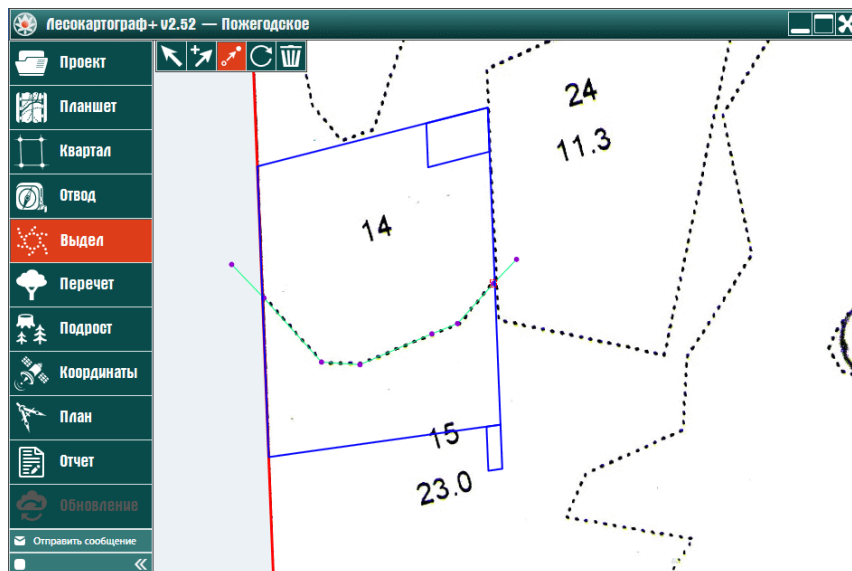 Лесокартограф+ v2.52 — Пожегодское
Проект
Планшет
Квартал
Отвод
Выдел
Перечет
Подрост
Координаты
План
Отчет
Обновление
Отправить сообщение
24
11.3
14
15
23.0